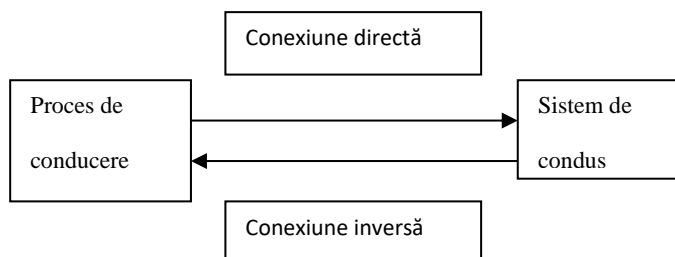 Conexiune directă
Proces de
conducere
Sistem de
condus
Conexiune inversă